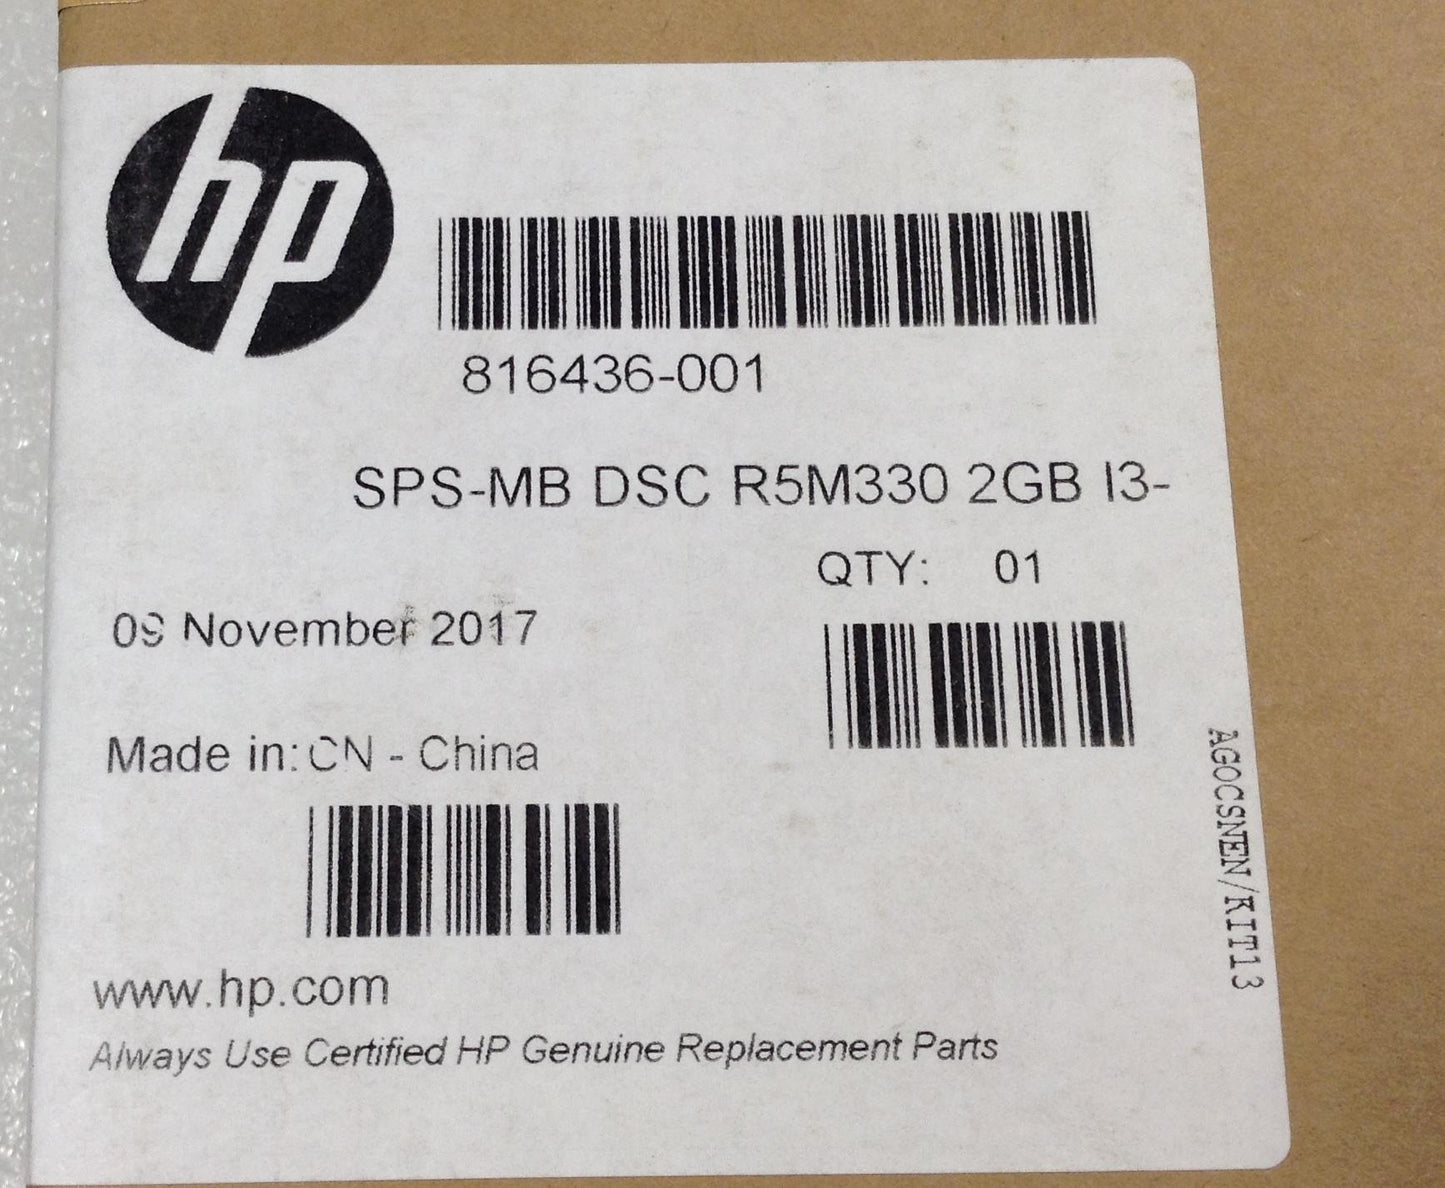 hp
816436-001
SPS-MB DSC R5M330 2GB I3-
QTY: 01
09 November 2017
Made in: CN - China
www.hp.com
Always Use Certified HP Genuine Replacement Parts
AGOCSNEN/KIT13